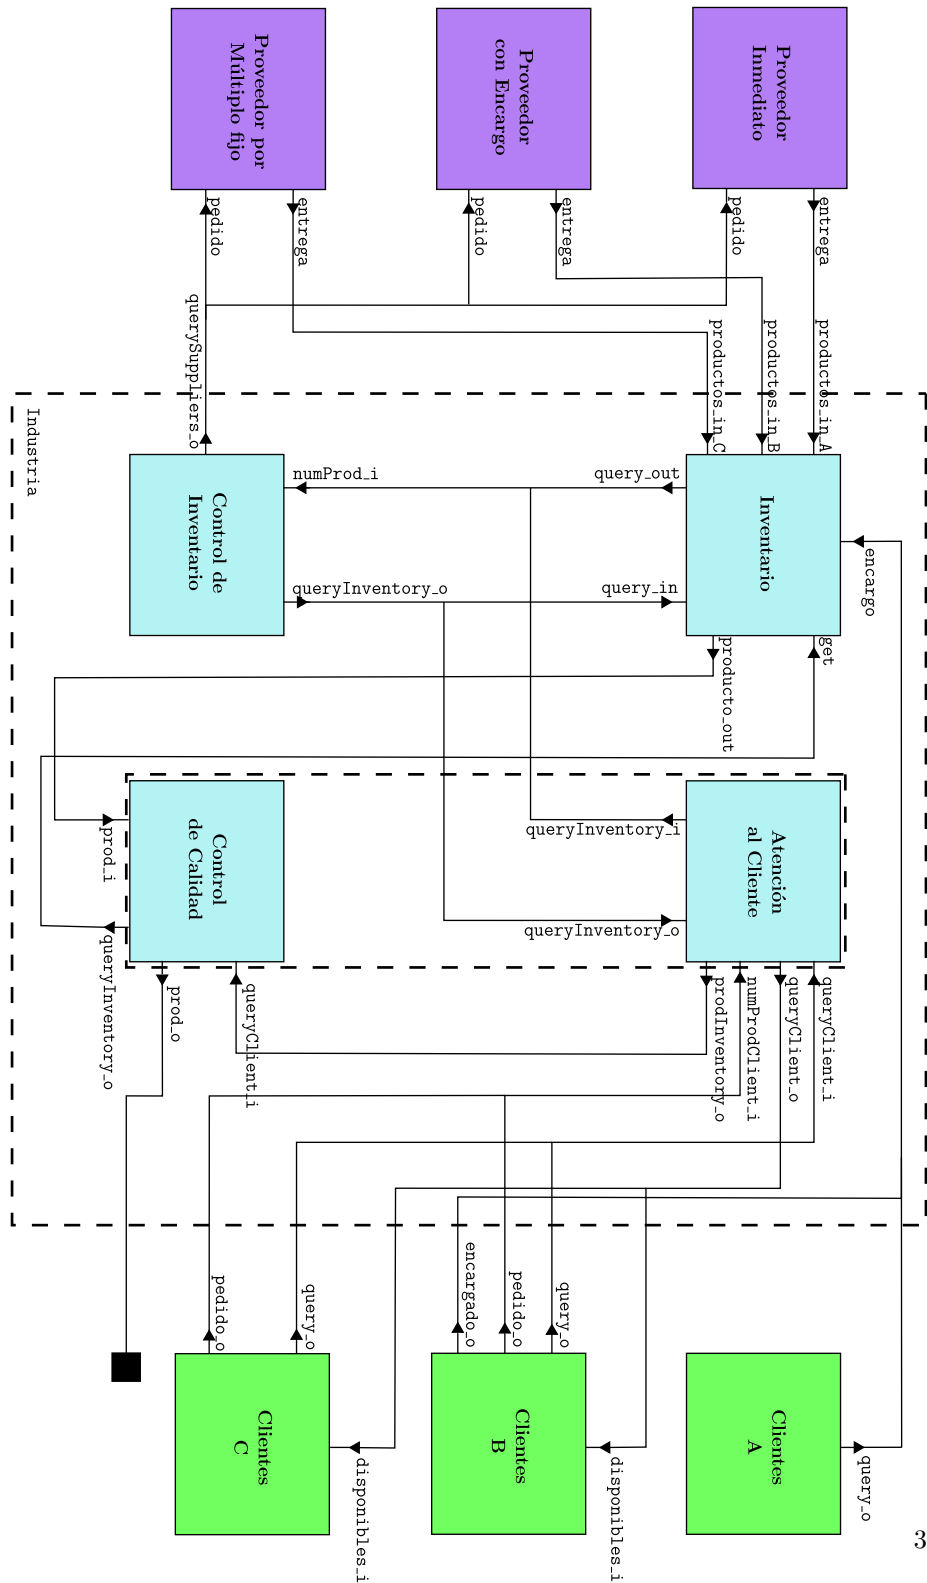 Proveedor por
Múltiplo fijo
Proveedor
con Encargo
Proveedor
Inmediato
pedido
entrega
pedido
entrega
pedido
entrega
querySuppliers_o
productos_in_C
productos_in_B
productos_in_A
Industria
Control de
Inventario
numProd_i
query_out
Inventario
encargo
queryInventory_o
query_in
producto_out
get
Control
de Calidad
prod_i
queryInventory_o
Atención
al Cliente
queryInventory_i
queryInventory_o
prod_o
queryClient_i
prodInventory_o
numProdClient_i
queryClient_o
queryClient_i
pedido_o
query_o
encargado_o
pedido_o
query_o
Clientes
C
disponibles_i
Clientes
B
disponibles_i
Clientes
A
query_o
3